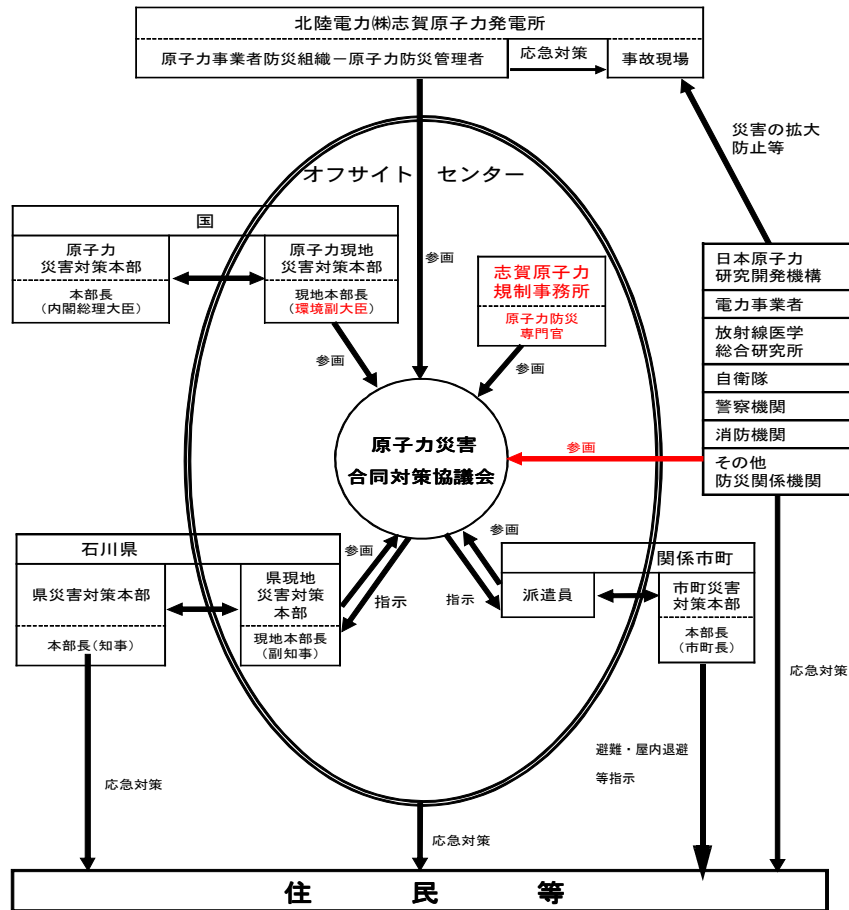 北陸電力㈱志賀原子力発電所
原子力事業者防災組織－原子力防災管理者
応急対策
事故現場
災害の拡大
防止等
オフサイト センター
国
原子力
災害対策本部
本部長
（内閣総理大臣）
原子力現地
災害対策本部
現地本部長
（環境副大臣）
参画
参画
志賀原子力
規制事務所
原子力防災
専門官
参画
日本原子力
研究開発機構
電力事業者
放射線医学
総合研究所
自衛隊
警察機関
消防機関
その他
防災関係機関
参画
原子力災害
合同対策協議会
石川県
県災害対策本部
本部長（知事）
県現地
災害対策
本部
現地本部長
（副知事）
参画
指示
参画
指示
関係市町
派遣員
市町災害
対策本部
本部長
（市町長）
応急対策
避難・屋内退避
等指示
応急対策
応急対策
住 民 等